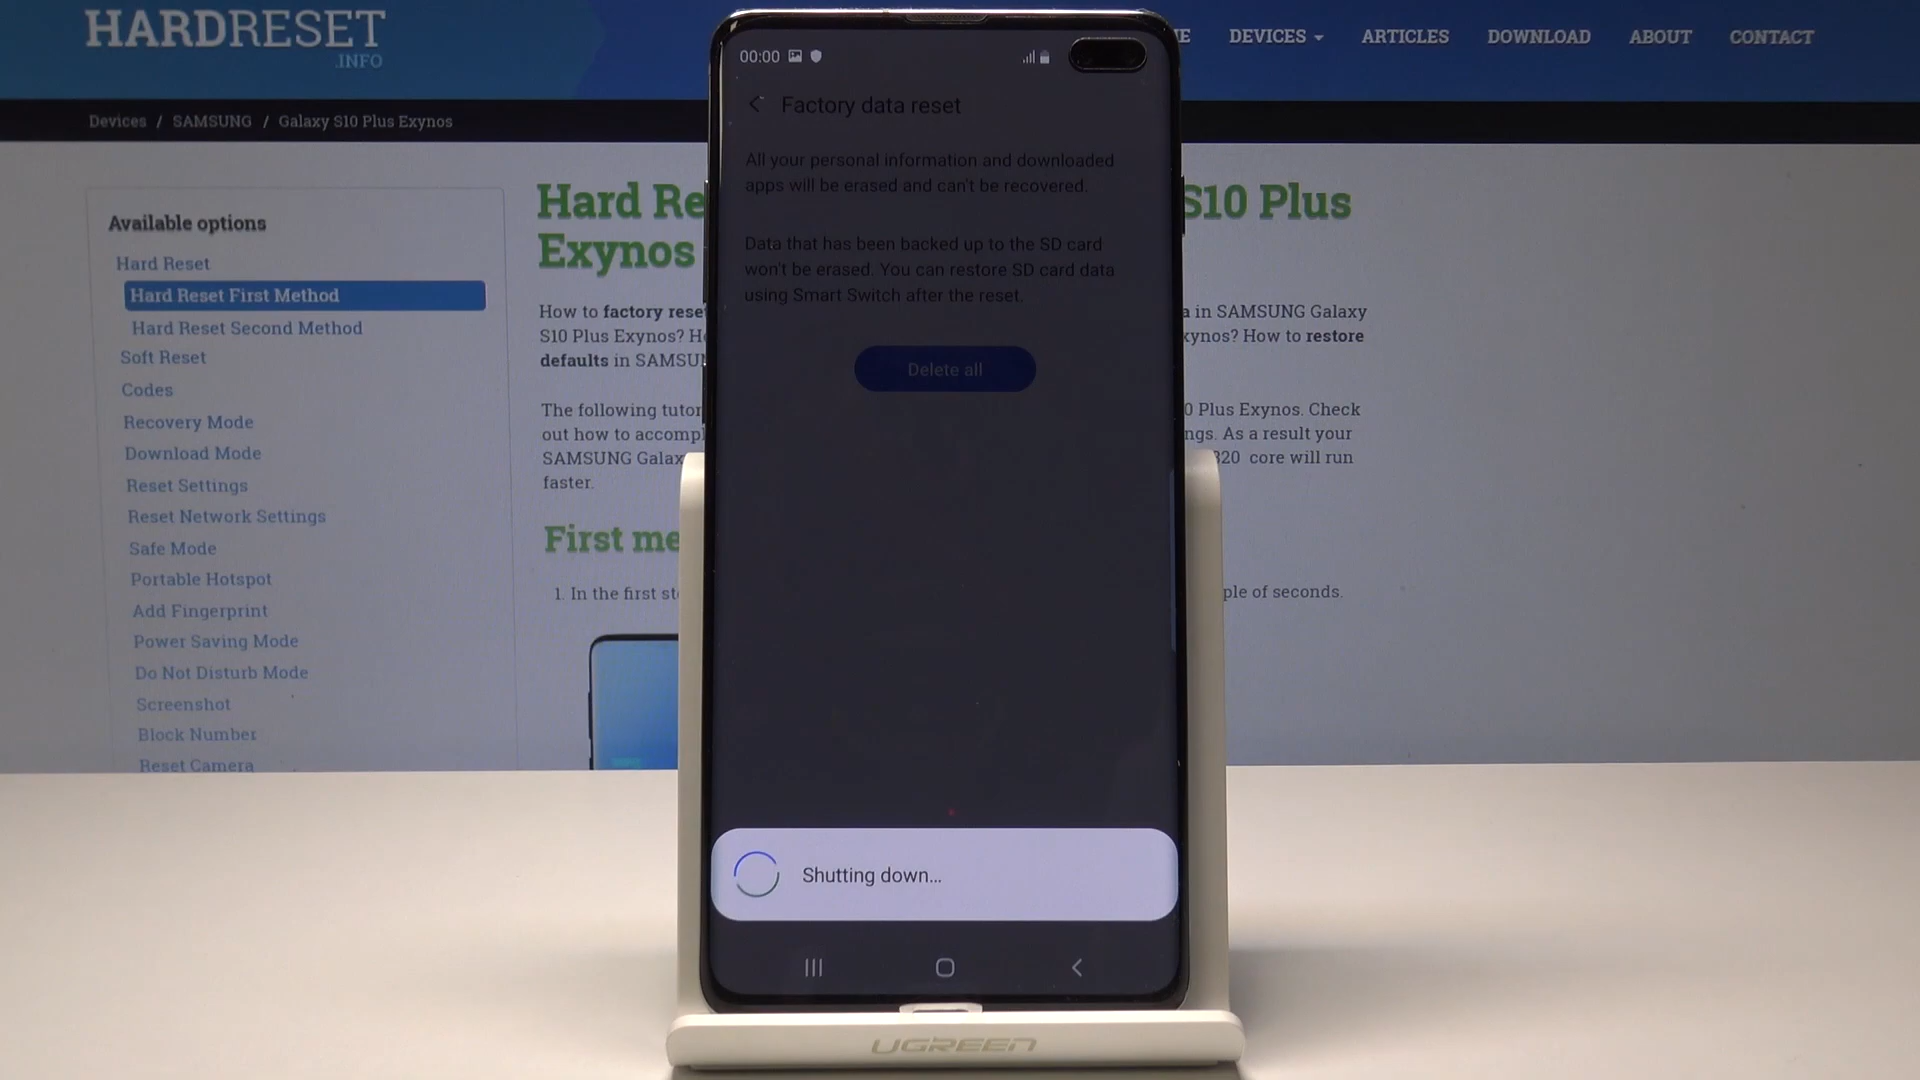 HARDRESET
.INFO
DEVICES
ARTICLES
DOWNLOAD
ABOUT
CONTACT
Devices / SAMSUNG / Galaxy S10 Plus Exynos
Available options
Hard Reset
Hard Reset First Method
Hard Reset Second Method
Soft Reset
Codes
Recovery Mode
Download Mode
Reset Settings
Reset Network Settings
Safe Mode
Portable Hotspot
Add Fingerprint
Power Saving Mode
Do Not Disturb Mode
Screenshot
Block Number
Reset Camera
Hard Re S10 Plus
Exynos
How to factory rese a in SAMSUNG Galaxy
S10 Plus Exynos? H xynos? How to restore
defaults in SAMSU
The following tutor 0 Plus Exynos. Check
out how to accompl ngs. As a result your
SAMSUNG Galax 820 core will run
faster.
First me
1. In the first st ple of seconds.
00:00
Factory data reset
All your personal information and downloaded
apps will be erased and can't be recovered.
Data that has been backed up to the SD card
won't be erased. You can restore SD card data
using Smart Switch after the reset.
Delete all
Shutting down...
UGREEN